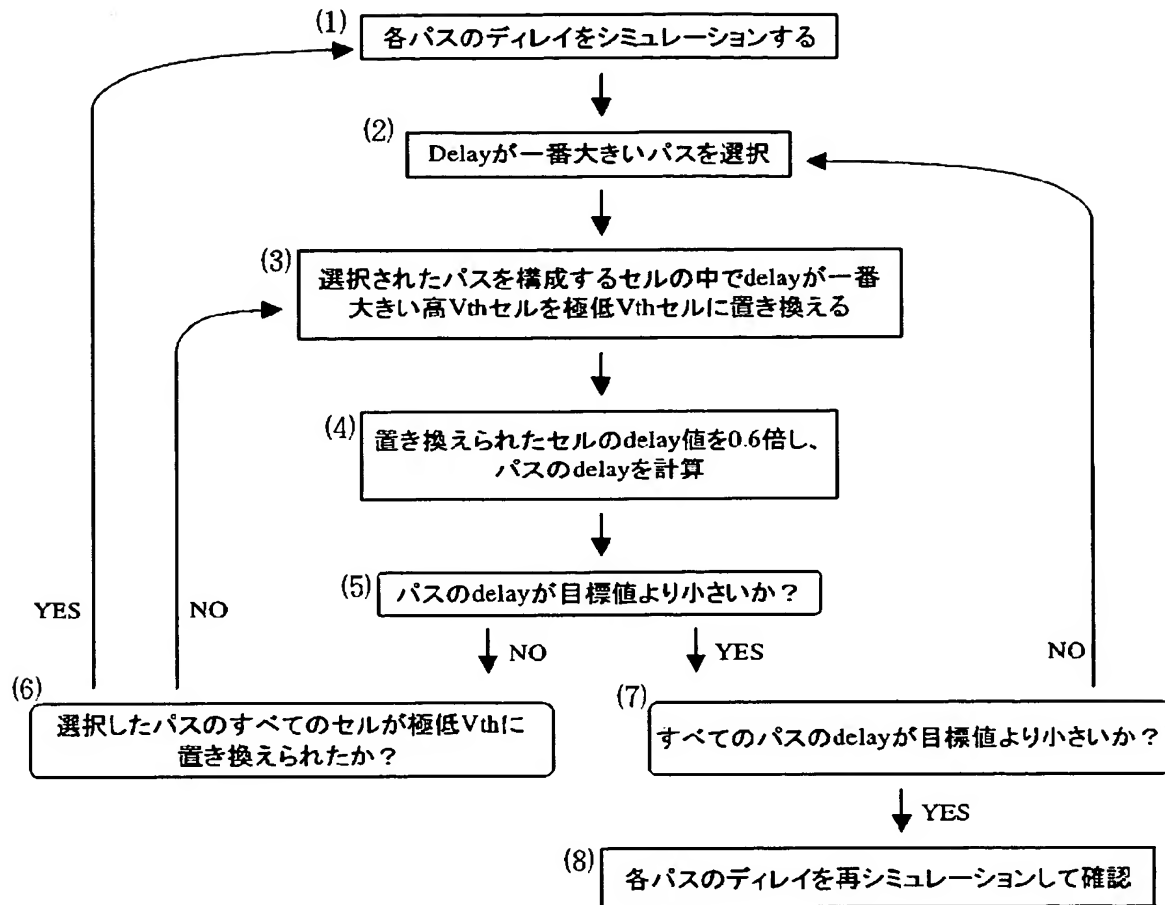 (1)
各パスのディレイをシミュレーションする
(2)
Delayが一番大きいパスを選択
(3)
選択されたパスを構成するセルの中でdelayが一番
大きい高Vthセルを極低Vthセルに置き換える
(4)
置き換えられたセルのdelay値を0.6倍し、
パスのdelayを計算
(5)
パスのdelayが目標値より小さいか？
YES
NO
NO
YES
NO
(6)
選択したパスのすべてのセルが極低Vthに
置き換えられたか？
(7)
すべてのパスのdelayが目標値より小さいか？
YES
(8)
各パスのディレイを再シミュレーションして確認